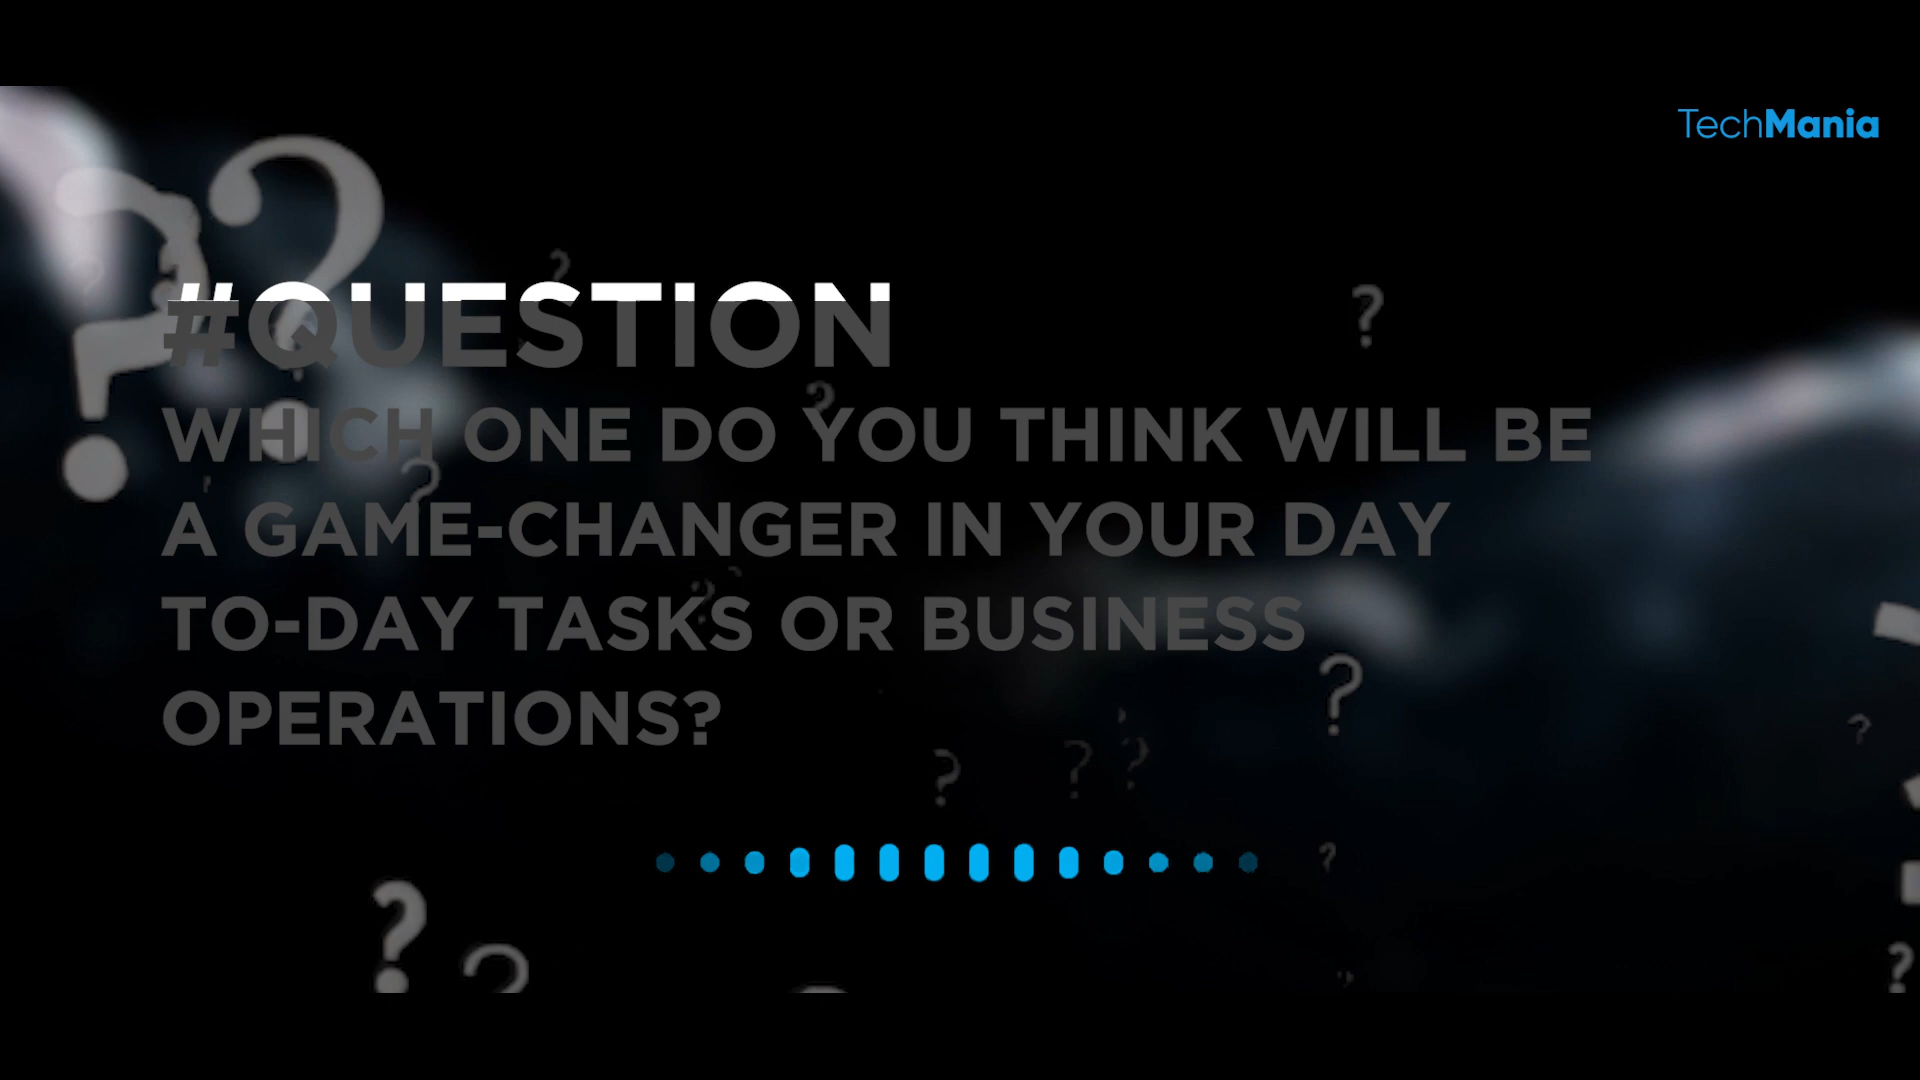 TechMania
#QUESTION
WHICH ONE DO YOU THINK WILL BE
A GAME-CHANGER IN YOUR DAY
TO-DAY TASKS OR BUSINESS
OPERATIONS?